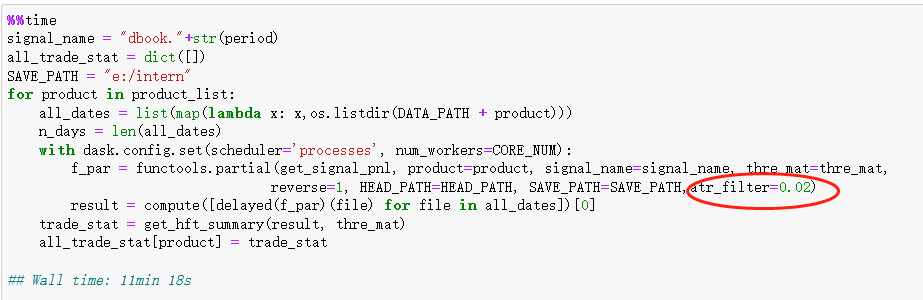 %%time
signal_name = "dbook."+str(period)
all_trade_stat = dict([])
SAVE_PATH = "e:/intern"
for product in product_list:
    all_dates = list(map(lambda x: x,os.listdir(DATA_PATH + product)))
    n_days = len(all_dates)
    with dask.config.set(scheduler='processes', num_workers=CORE_NUM):
        f_par = functools.partial(get_signal_pnl, product=product, signal_name=signal_name, thre_mat=thre_mat,
                                  reverse=1, HEAD_PATH=HEAD_PATH, SAVE_PATH=SAVE_PATH,atr_filter=0.02)
        result = compute([delayed(f_par)(file) for file in all_dates])[0]
    trade_stat = get_hft_summary(result, thre_mat)
    all_trade_stat[product] = trade_stat

## Wall time: 11min 18s